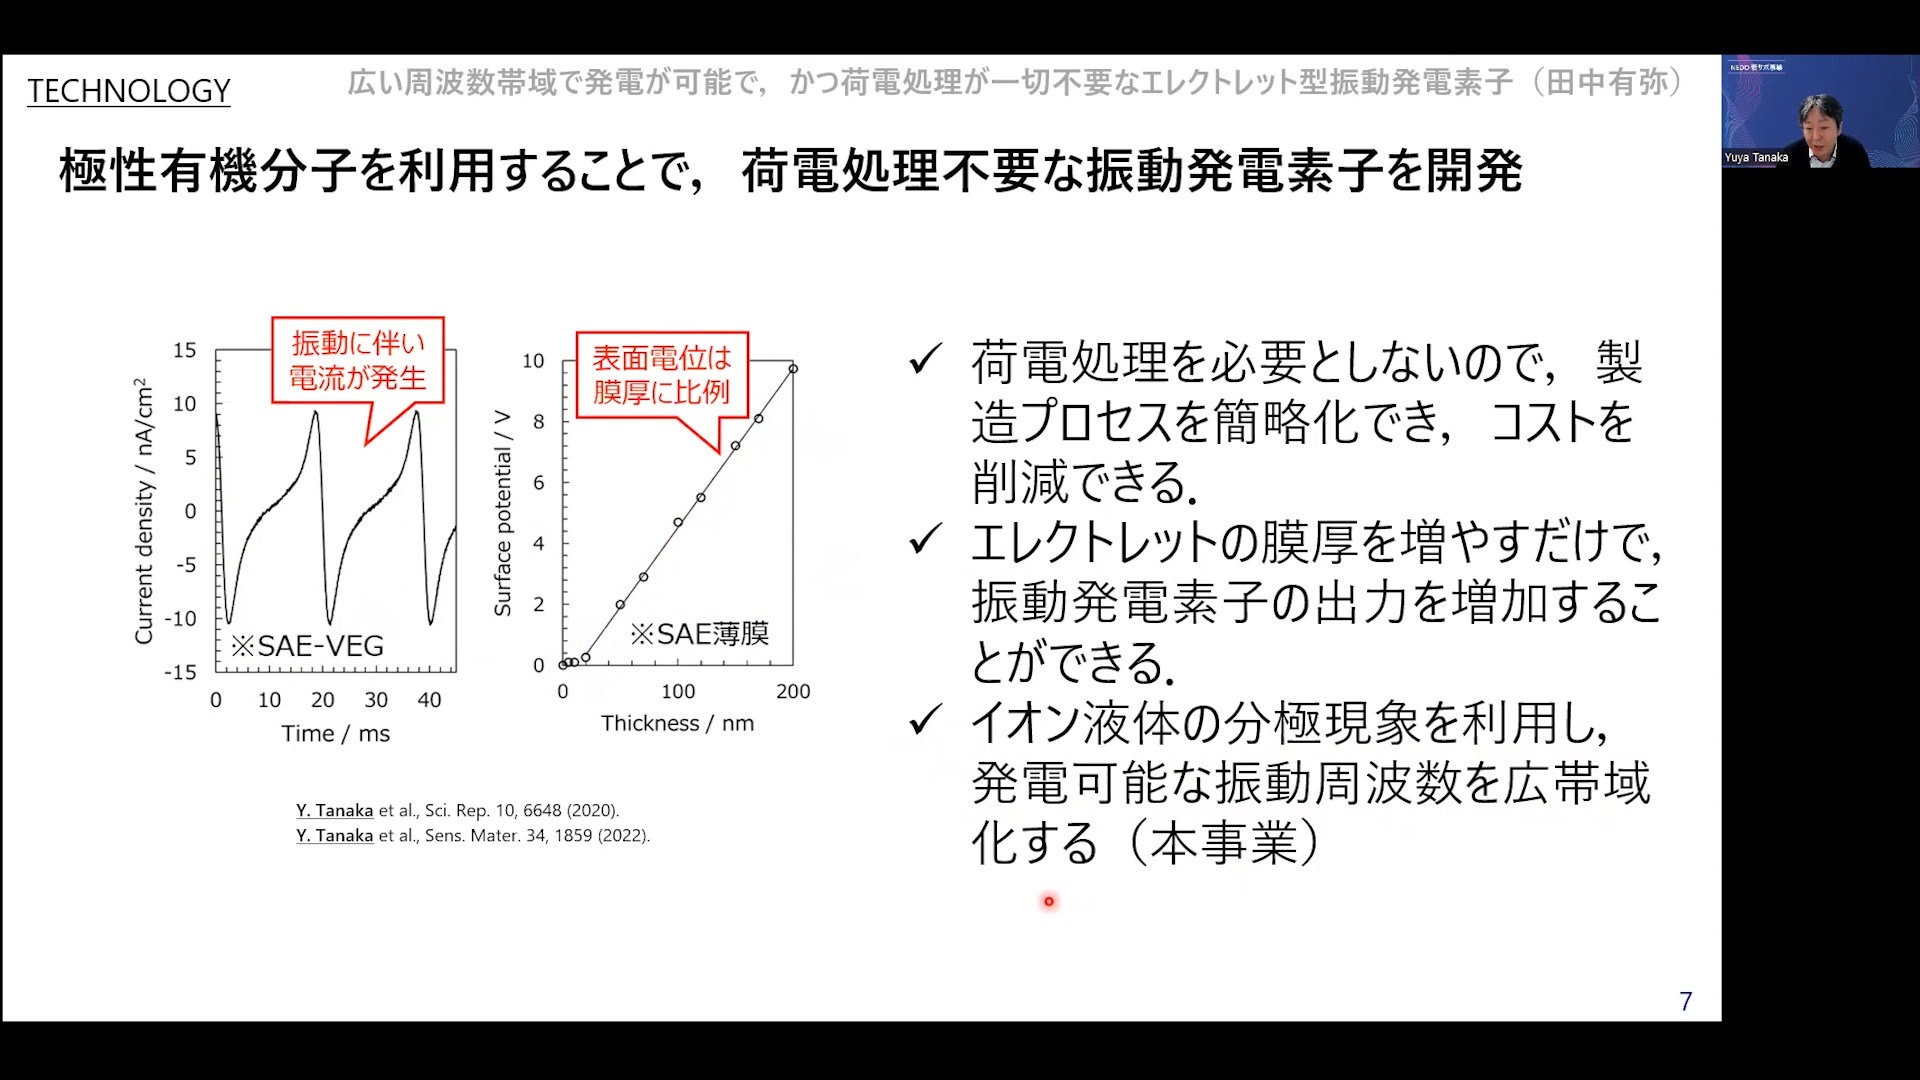 TECHNOLOGY
広い周波数帯域で発電が可能で，かつ荷電処理が一切不要なエレクトレット型振動発電素子（田中有弥）
極性有機分子を利用することで，荷電処理不要な振動発電素子を開発
振動に伴い
電流が発生
Current density / nA/cm²
15
10
5
0
-5
-10
-15
※SAE-VEG
0 10 20 30 40
Time / ms
表面電位は
膜厚に比例
Surface potential / V
10
8
6
4
2
0
※SAE薄膜
0 100 200
Thickness / nm
Y. Tanaka et al., Sci. Rep. 10, 6648 (2020).
Y. Tanaka et al., Sens. Mater. 34, 1859 (2022).
✓ 荷電処理を必要としないので，製
造プロセスを簡略化でき，コストを
削減できる．
✓ エレクトレットの膜厚を増やすだけで，
振動発電素子の出力を増加するこ
とができる．
✓ イオン液体の分極現象を利用し，
発電可能な振動周波数を広帯域
化する（本事業）
7
NEDO 若サポ事業
Yuya Tanaka